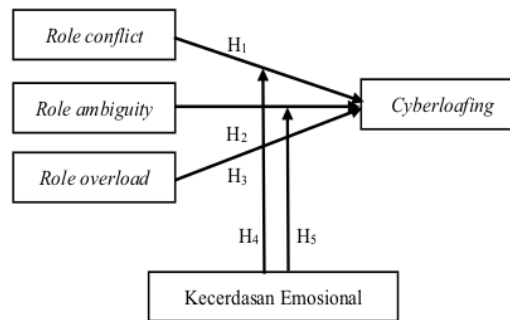 Role conflict
H₁
Role ambiguity
Cyberloafing
H₂
Role overload
H₃
H₄
H₅
Kecerdasan Emosional